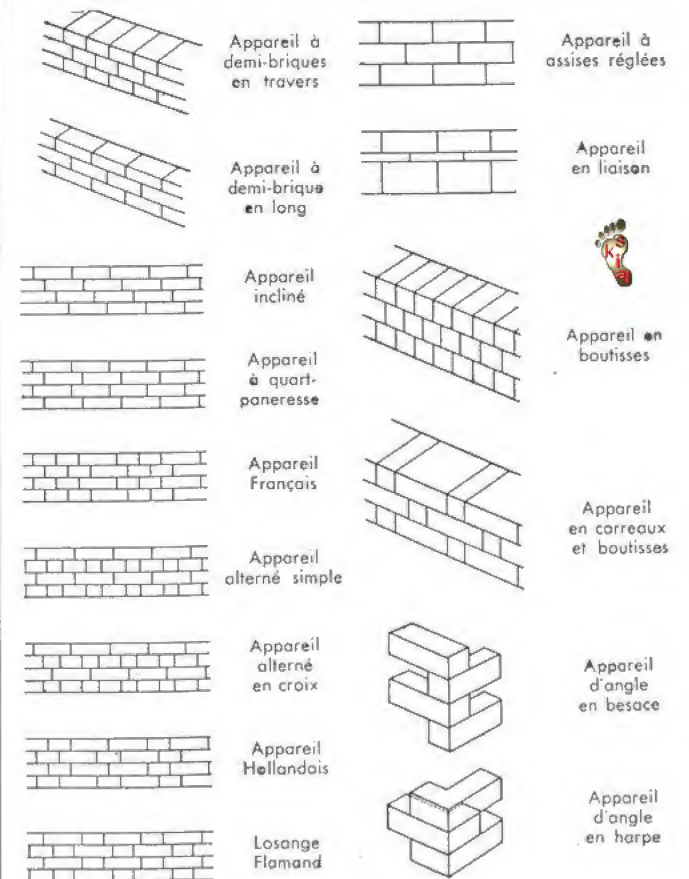 Appareil à
demi-briques
en travers
Appareil à
demi-brique
en long
Appareil
incliné
Appareil
à quart-
paneresse
Appareil
Français
Appareil
alterné simple
Appareil
alterné
en croix
Appareil
Hollandais
Losange
Flamand
Appareil à
assises réglées
Appareil
en liaison
Appareil en
boutisses
Appareil
en carreaux
et boutisses
Appareil
d'angle
en besace
Appareil
d'angle
en harpe